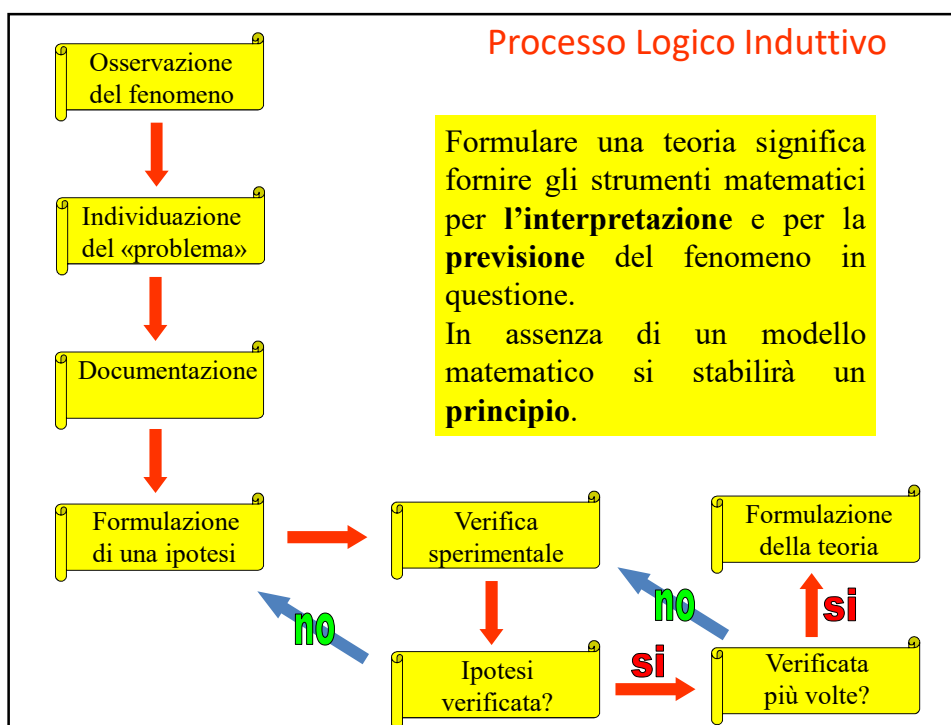 Processo Logico Induttivo
Osservazione
del fenomeno
Individuazione
del «problema»
Documentazione
Formulazione
di una ipotesi
Formulare una teoria significa
fornire gli strumenti matematici
per l’interpretazione e per la
previsione del fenomeno in
questione.
In assenza di un modello
matematico si stabilirà un
principio.
Verifica
sperimentale
Formulazione
della teoria
no
no
si
Ipotesi
verificata?
si
Verificata
più volte?